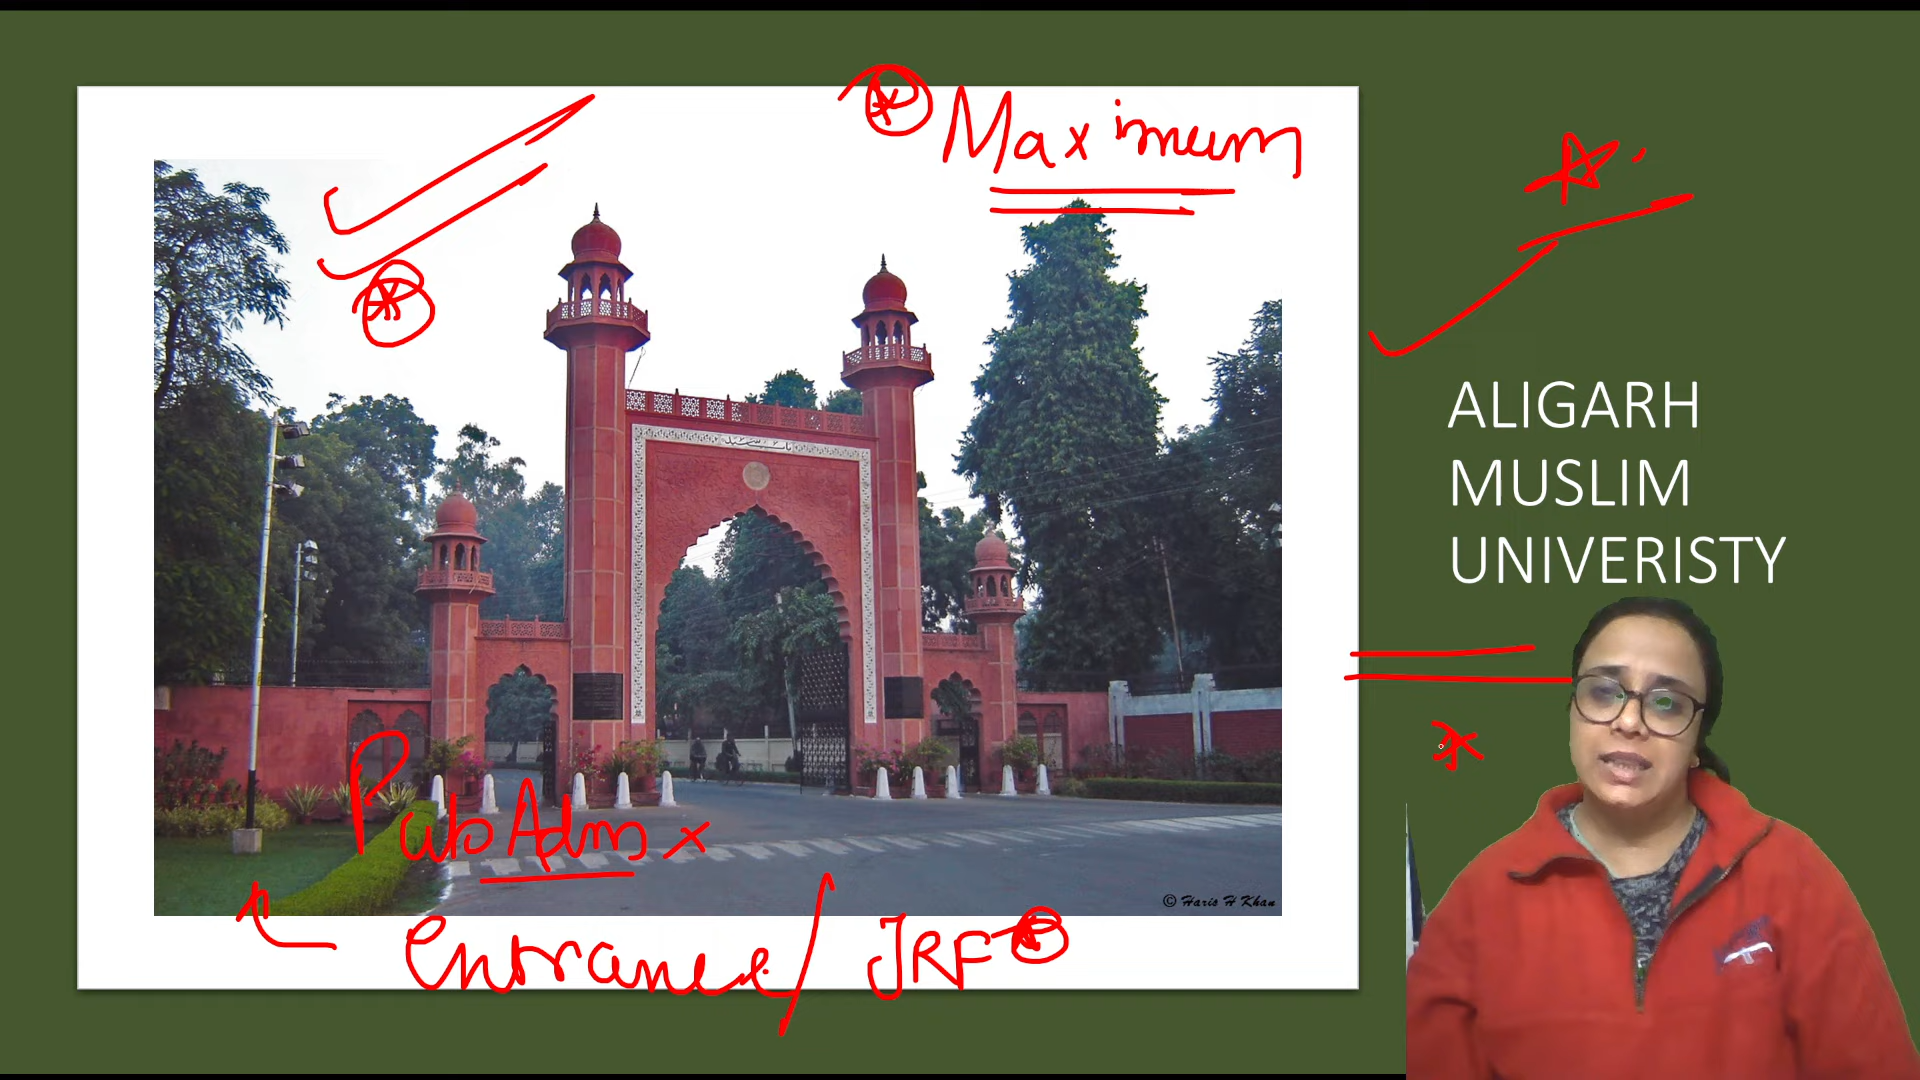 Maximum
ALIGARH
MUSLIM
UNIVERISTY
Pub Adm x
© Haris H Khan
Entrance / JRF